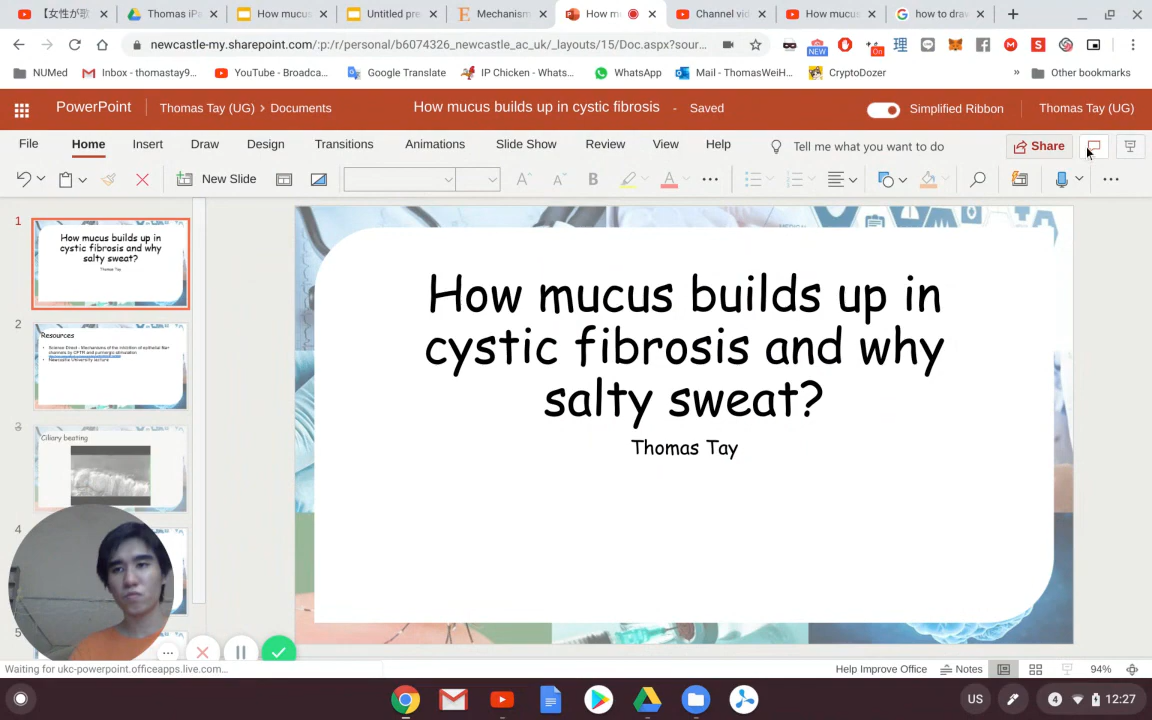 【女性が歌
Thomas iPa
How mucus
Untitled pre
Mechanism
How m
Channel vid
How mucus
how to draw
newcastle-my.sharepoint.com/:p:/r/personal/b6074326_newcastle_ac_uk/_layouts/15/Doc.aspx?sour...
NEW
On
理
NUMed
Inbox - thomastay9...
YouTube - Broadca...
Google Translate
IP Chicken - Whats...
WhatsApp
Mail - ThomasWeiH...
CryptoDozer
»
Other bookmarks
PowerPoint
Thomas Tay (UG) > Documents
How mucus builds up in cystic fibrosis - Saved
Simplified Ribbon
Thomas Tay (UG)
File
Home
Insert
Draw
Design
Transitions
Animations
Slide Show
Review
View
Help
Tell me what you want to do
Share
New Slide
1
How mucus builds up in
cystic fibrosis and why
salty sweat?
Thomas Tay
2
Resources
Newcastle University lecture
3
Ciliary beating
4
5
How mucus builds up in
cystic fibrosis and why
salty sweat?
Thomas Tay
Waiting for ukc-powerpoint.officeapps.live.com...
Help Improve Office
Notes
94%
US
4
12:27